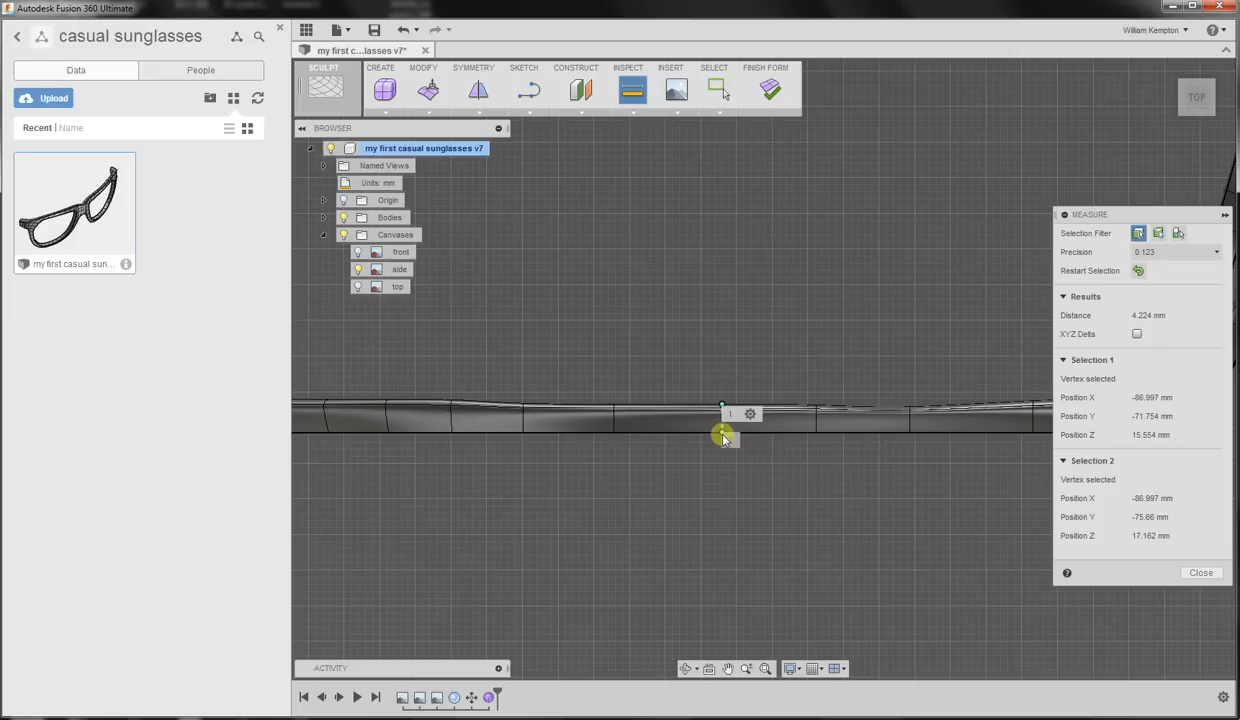 Autodesk Fusion 360 Ultimate
casual sunglasses
my first c...lasses v7*
William Kempton
Data
People
SCULPT
CREATE
MODIFY
SYMMETRY
SKETCH
CONSTRUCT
INSPECT
INSERT
SELECT
FINISH FORM
Upload
TOP
Recent | Name
BROWSER
my first casual sunglasses v7
Named Views
Units: mm
Origin
Bodies
Canvases
front
side
top
my first casual sun...
MEASURE
Selection Filter
Precision 0.123
Restart Selection
Results
Distance 4.224 mm
XYZ Delta
Selection 1
Vertex selected
Position X -86.997 mm
Position Y -71.754 mm
Position Z 15.554 mm
Selection 2
Vertex selected
Position X -86.997 mm
Position Y -75.66 mm
Position Z 17.162 mm
Close
1
ACTIVITY